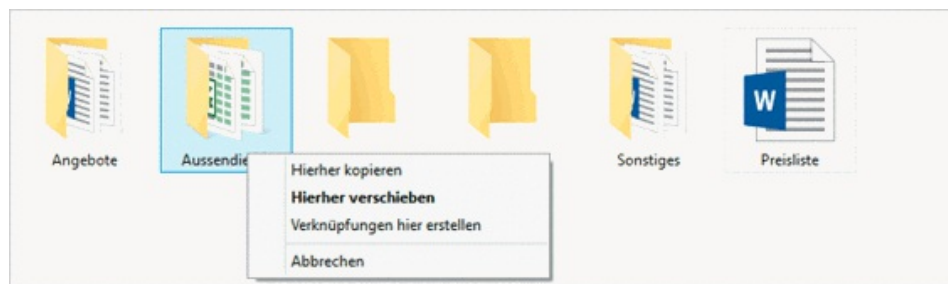 Angebote
Aussendie
Sonstiges
Preisliste
Hierher kopieren
Hierher verschieben
Verknüpfungen hier erstellen
Abbrechen
W